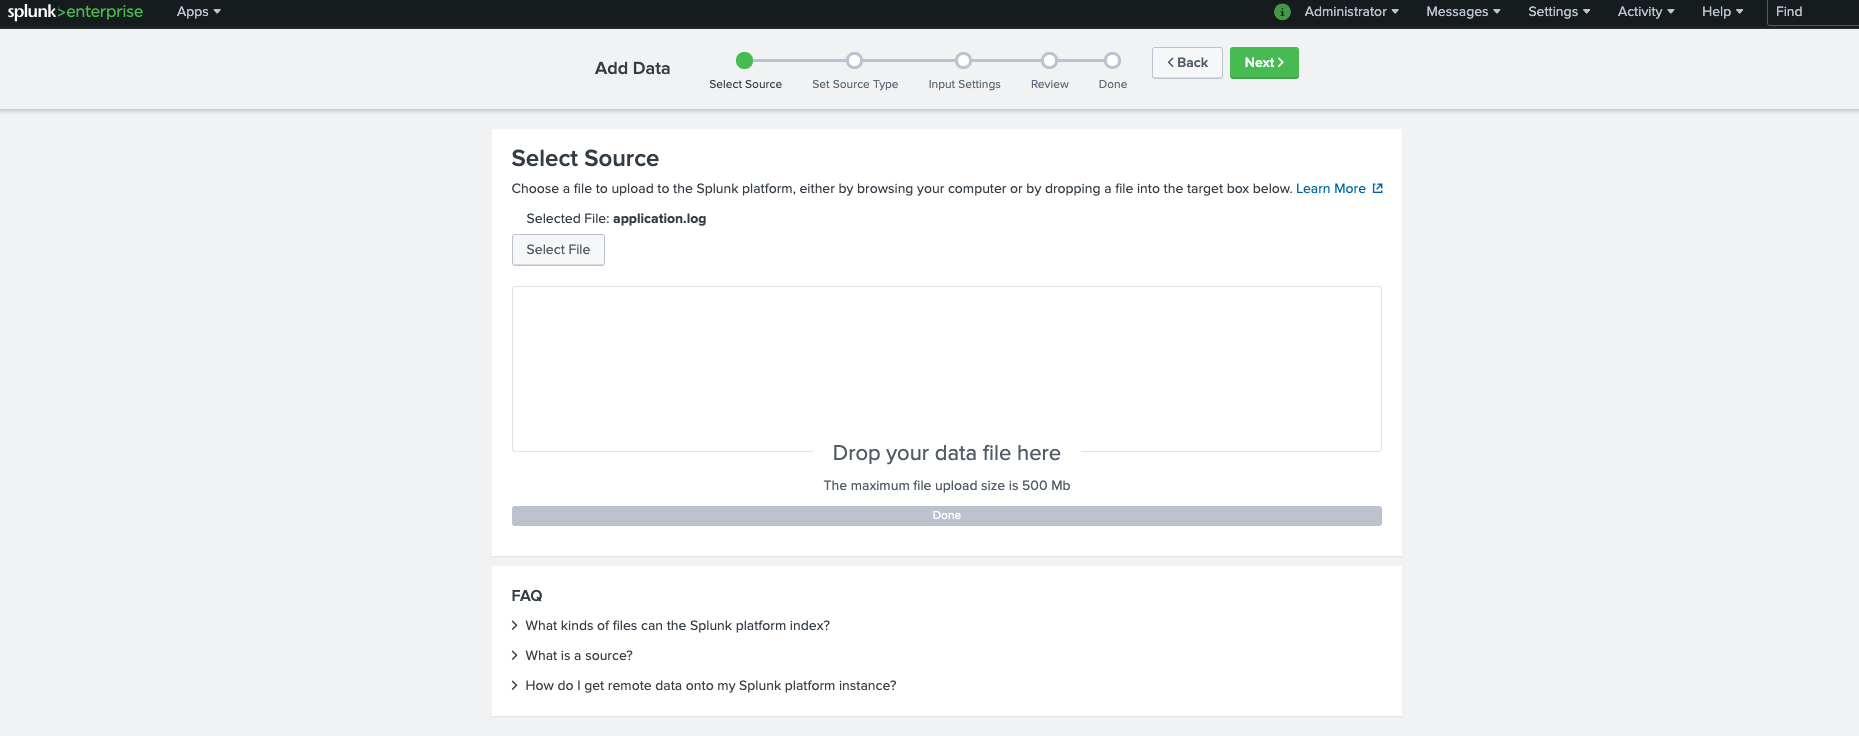 splunk>enterprise Apps Administrator Messages Settings Activity Help Find
Add Data
Select Source Set Source Type Input Settings Review Done
< Back Next >
Select Source
Choose a file to upload to the Splunk platform, either by browsing your computer or by dropping a file into the target box below. Learn More
Selected File: application.log
Select File
Drop your data file here
The maximum file upload size is 500 Mb
Done
FAQ
> What kinds of files can the Splunk platform index?
> What is a source?
> How do I get remote data onto my Splunk platform instance?